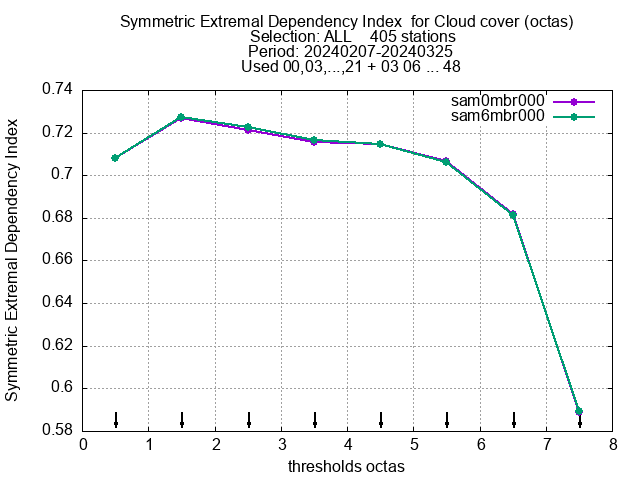 Symmetric Extremal Dependency Index  for Cloud cover (octas)
Selection: ALL    405 stations
Period: 20240207-20240325
Used 00,03,...,21 + 03 06 ... 48
sam0mbr000
sam6mbr000
Symmetric Extremal Dependency Index
0.74
0.72
0.7
0.68
0.66
0.64
0.62
0.6
0.58
0 1 2 3 4 5 6 7 8
thresholds octas